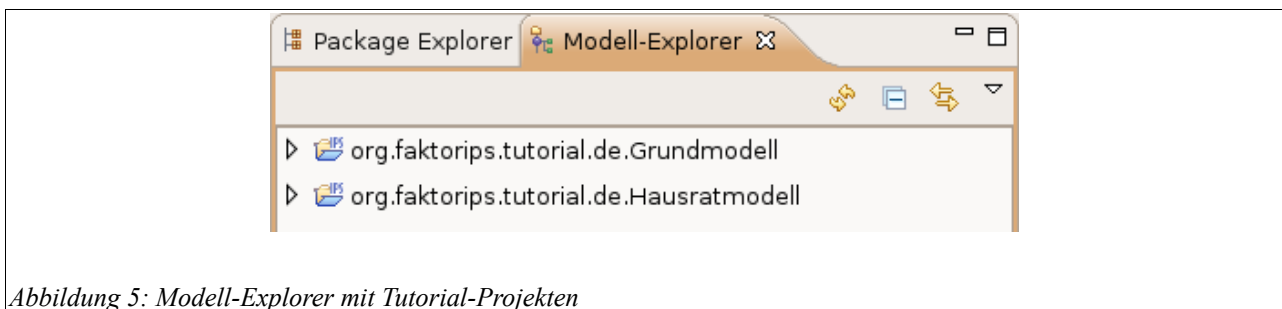 Package Explorer Modell-Explorer
org.faktorips.tutorial.de.Grundmodell
org.faktorips.tutorial.de.Hausratmodell
Abbildung 5: Modell-Explorer mit Tutorial-Projekten